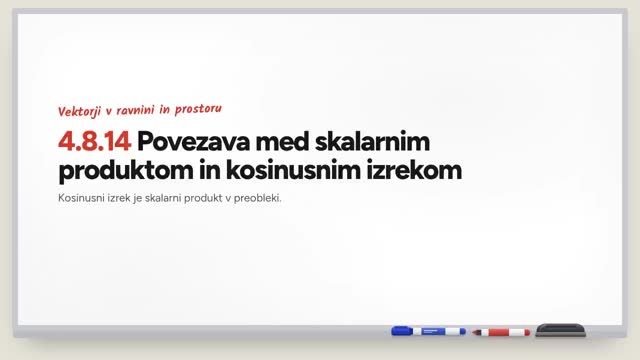 Vektorji v ravnini in prostoru
4.8.14 Povezava med skalarnim
produktom in kosinusnim izrekom
Kosinusni izrek je skalarni produkt v preobleki.